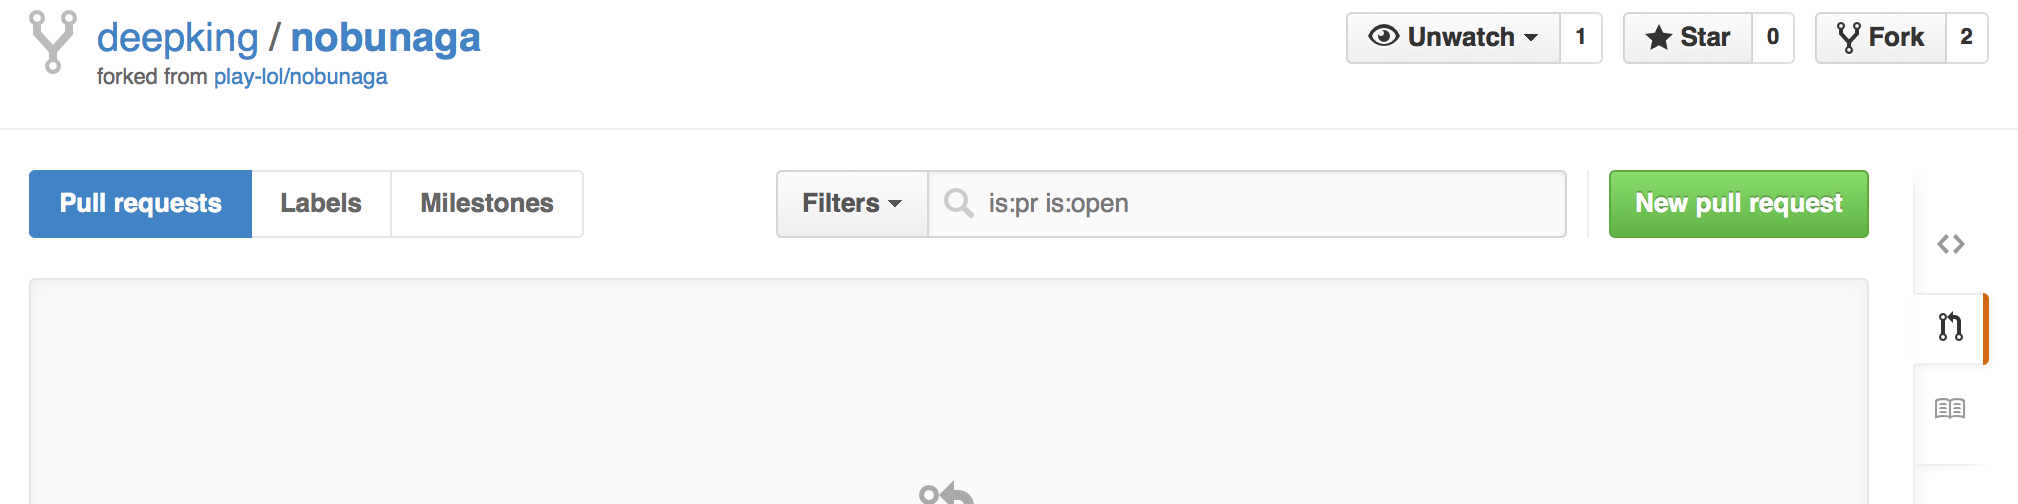 deepking / nobunaga
forked from play-lol/nobunaga
Unwatch 1 Star 0 Fork 2
Pull requests Labels Milestones Filters is:pr is:open New pull request